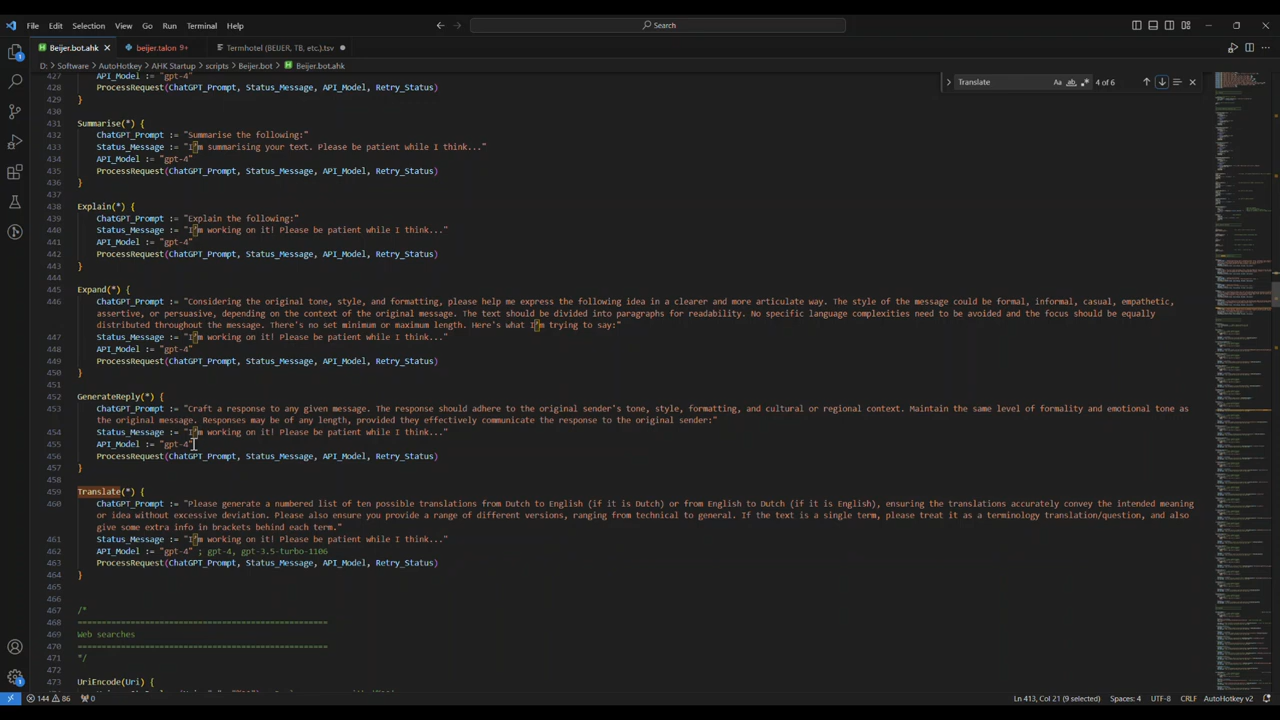 File Edit Selection View Go Run Terminal Help
Search
Beijer.bot.ahk
beijer.talon 9+
Termhotel (BEIJER, TB, etc.).tsv
D: > Software > AutoHotkey > AHK Startup > scripts > Beijer.bot > Beijer.bot.ahk
Translate
Aa
4 of 6
427 API_Model := "gpt-4"
428 ProcessRequest(ChatGPT_Prompt, Status_Message, API_Model, Retry_Status)
429 }
430
431 Summarise(*) {
432 ChatGPT_Prompt := "Summarise the following:"
433 Status_Message := "I'm summarising your text. Please be patient while I think..."
434 API_Model := "gpt-4"
435 ProcessRequest(ChatGPT_Prompt, Status_Message, API_Model, Retry_Status)
436 }
437
438 Explain(*) {
439 ChatGPT_Prompt := "Explain the following:"
440 Status_Message := "I'm working on it! Please be patient while I think..."
441 API_Model := "gpt-4"
442 ProcessRequest(ChatGPT_Prompt, Status_Message, API_Model, Retry_Status)
443 }
444
445 Expand(*) {
446 ChatGPT_Prompt := "Considering the original tone, style, and formatting, please help me express the following idea in a clearer and more articulate way. The style of the message could be formal, informal, casual, empathetic,
assertive, or persuasive, depending on the context of the original message. The text should be divided into paragraphs for readability. No specific language complexities need to be avoided and the focus should be equally
distributed throughout the message. There's no set minimum or maximum length. Here's what I'm trying to say:"
447 Status_Message := "I'm working on it! Please be patient while I think..."
448 API_Model := "gpt-4"
449 ProcessRequest(ChatGPT_Prompt, Status_Message, API_Model, Retry_Status)
450 }
451
452 GenerateReply(*) {
453 ChatGPT_Prompt := "Craft a response to any given message. The response should adhere to the original sender's tone, style, formatting, and cultural or regional context. Maintain the same level of formality and emotional tone as
the original message. Responses may be of any length, provided they effectively communicate the response to the original sender:"
454 Status_Message := "I'm working on it! Please be patient while I think..."
455 API_Model := "gpt-4"
456 ProcessRequest(ChatGPT_Prompt, Status_Message, API_Model, Retry_Status)
457 }
458
459 Translate(*) {
460 ChatGPT_Prompt := "Please generate a numbered list of ten possible translations from Dutch to English (if it is Dutch) or from English to Dutch (if it is English), ensuring the translations accurately convey the intended meaning
or idea without excessive deviation. Please also ensure you provide a range of different versions, ranging from technical to general. If the text is a single term, please treat it as a terminology translation/question, and also
give some extra info in brackets behind each term."
461 Status_Message := "I'm working on it! Please be patient while I think..."
462 API_Model := "gpt-4" ; gpt-4, gpt-3.5-turbo-1106
463 ProcessRequest(ChatGPT_Prompt, Status_Message, API_Model, Retry_Status)
464 }
465
466
467 /*
468 ====================================================
469 Web searches
470 ====================================================
471 */
472
473 UriEncode(Uri) {
144 86 0
Ln 413, Col 21 (9 selected) Spaces: 4 UTF-8 CRLF AutoHotkey v2